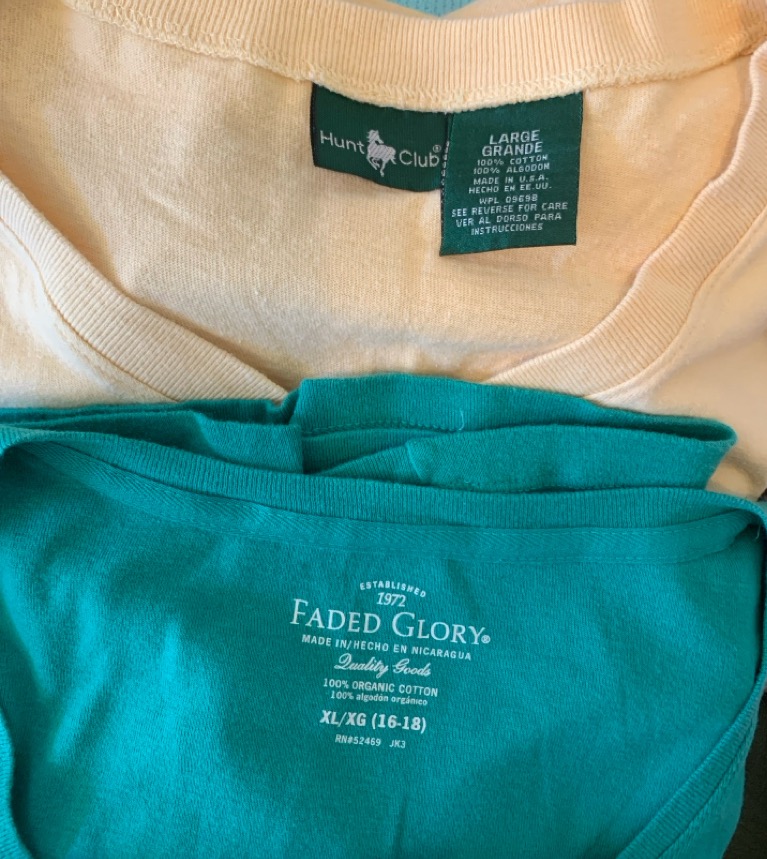 Hunt Club®
LARGE
GRANDE
100% COTTON
100% ALGODON
MADE IN U.S.A.
HECHO EN EE.UU.
WPL 09698
SEE REVERSE FOR CARE
VER AL DORSO PARA
INSTRUCCIONES
ESTABLISHED
1972
FADED GLORY®
MADE IN/HECHO EN NICARAGUA
Quality Goods
100% ORGANIC COTTON
100% algodón orgánico
XL/XG (16-18)
RN#52469 JK3